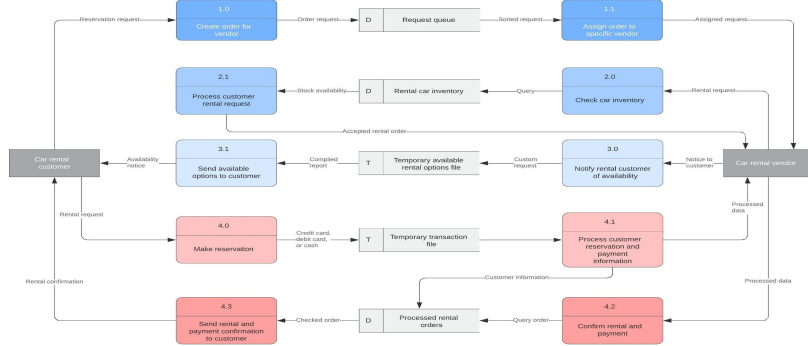 1.0
Create order for
vendor
Reservation request
Order request
D
Request queue
Sorted request
1.1
Assign order to
specific vendor
Assigned request
2.1
Process customer
rental request
Stock availability
D
Rental car inventory
Query
2.0
Check car inventory
Rental request
Accepted rental order
Car rental
customer
Availability
notice
3.1
Send available
options to customer
Compiled
report
T
Temporary available
rental options file
Custom
request
3.0
Notify rental customer
of availability
Notice to
customer
Car rental vendor
Rental request
4.0
Make reservation
Credit card,
debit card,
or cash
T
Temporary transaction
file
4.1
Process customer
reservation and
payment
information
Processed
data
Customer information
Rental confirmation
Processed data
4.3
Send rental and
payment confirmation
to customer
Checked order
D
Processed rental
orders
Query order
4.2
Confirm rental and
payment